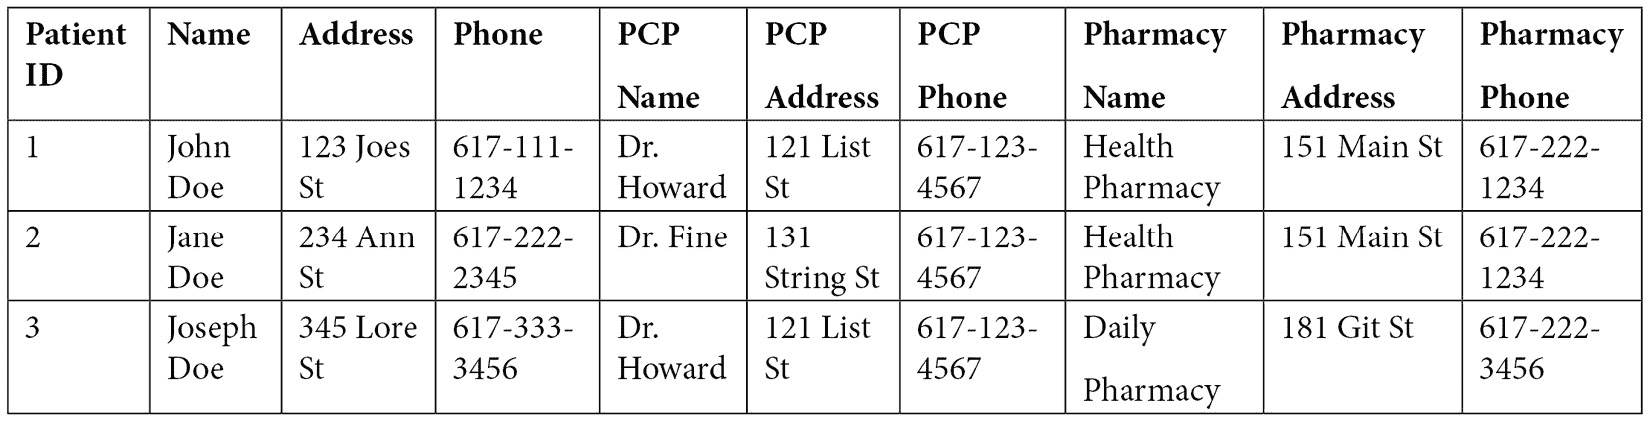 Patient ID | Name | Address | Phone | PCP Name | PCP Address | PCP Phone | Pharmacy Name | Pharmacy Address | Pharmacy Phone
1 | John Doe | 123 Joes St | 617-111-1234 | Dr. Howard | 121 List St | 617-123-4567 | Health Pharmacy | 151 Main St | 617-222-1234
2 | Jane Doe | 234 Ann St | 617-222-2345 | Dr. Fine | 131 String St | 617-123-4567 | Health Pharmacy | 151 Main St | 617-222-1234
3 | Joseph Doe | 345 Lore St | 617-333-3456 | Dr. Howard | 121 List St | 617-123-4567 | Daily Pharmacy | 181 Git St | 617-222-3456